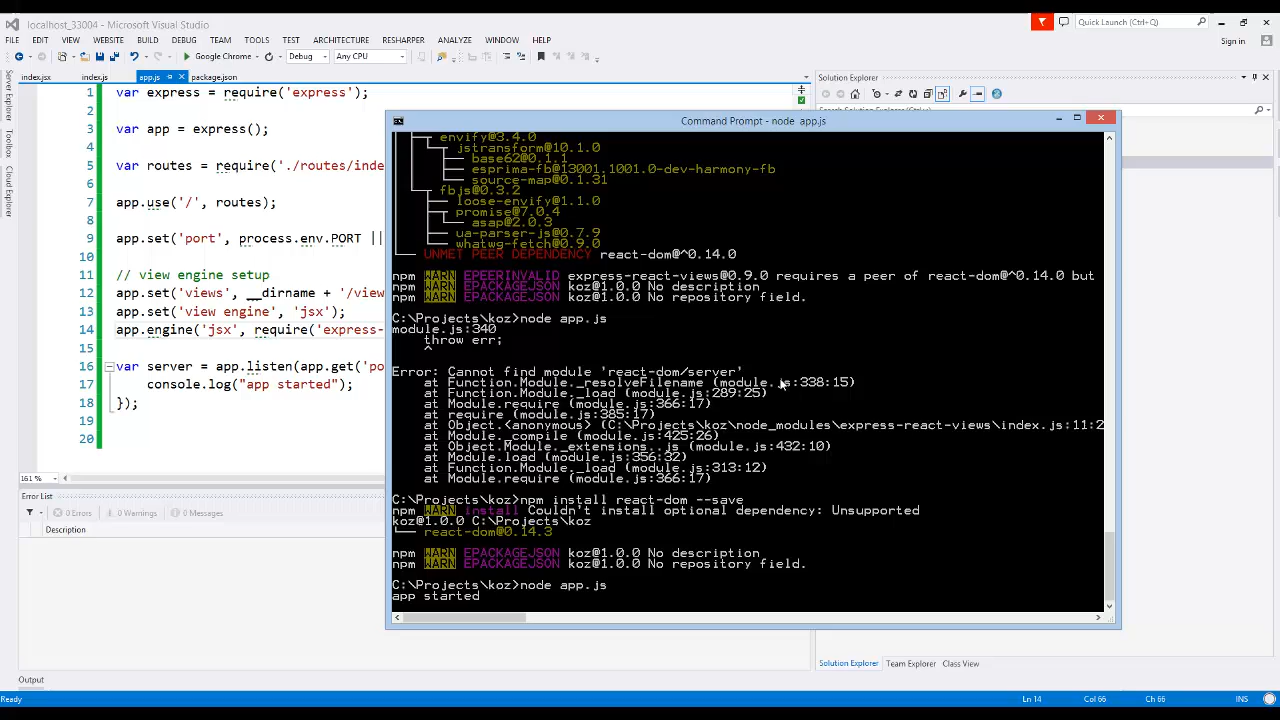 localhost_33004 - Microsoft Visual Studio
Quick Launch (Ctrl+Q)
FILE EDIT VIEW WEBSITE BUILD DEBUG TEAM TOOLS TEST ARCHITECTURE RESHARPER ANALYZE WINDOW HELP
Sign in
Google Chrome Debug Any CPU
index.jsx index.js app.js package.json
Solution Explorer
Server Explorer
Toolbox
Cloud Explorer
1 var express = require('express');
2
3 var app = express();
4
5 var routes = require('./routes/inde
6
7 app.use('/', routes);
8
9 app.set('port', process.env.PORT ||
10
11 // view engine setup
12 app.set('views', __dirname + '/view
13 app.set('view engine', 'jsx');
14 app.engine('jsx', require('express-
15
16 var server = app.listen(app.get('po
17 console.log("app started");
18 });
19
20
161 %
Error List
0 Errors 0 Warnings 0 Messages
Description
Command Prompt - node app.js
envify@3.4.0
jstransform@10.1.0
base62@0.1.1
esprima-fb@13001.1001.0-dev-harmony-fb
source-map@0.1.31
fbjs@0.3.2
loose-envify@1.1.0
promise@7.0.4
asap@2.0.3
ua-parser-js@0.7.9
whatwg-fetch@0.9.0
UNMET PEER DEPENDENCY react-dom@^0.14.0
npm WARN EPEERINVALID express-react-views@0.9.0 requires a peer of react-dom@^0.14.0 but
npm WARN EPACKAGEJSON koz@1.0.0 No description
npm WARN EPACKAGEJSON koz@1.0.0 No repository field.
C:\Projects\koz>node app.js
module.js:340
throw err;
^
Error: Cannot find module 'react-dom/server'
at Function.Module._resolveFilename (module.js:338:15)
at Function.Module._load (module.js:289:25)
at Module.require (module.js:366:17)
at require (module.js:385:17)
at Object.<anonymous> (C:\Projects\koz\node_modules\express-react-views\index.js:11:2
at Module._compile (module.js:425:26)
at Object.Module._extensions..js (module.js:432:10)
at Module.load (module.js:356:32)
at Function.Module._load (module.js:313:12)
at Module.require (module.js:366:17)
C:\Projects\koz>npm install react-dom --save
npm WARN install Couldn't install optional dependency: Unsupported
koz@1.0.0 C:\Projects\koz
react-dom@0.14.3
npm WARN EPACKAGEJSON koz@1.0.0 No description
npm WARN EPACKAGEJSON koz@1.0.0 No repository field.
C:\Projects\koz>node app.js
app started
Solution Explorer Team Explorer Class View
Output
Ready Ln 14 Col 66 Ch 66 INS